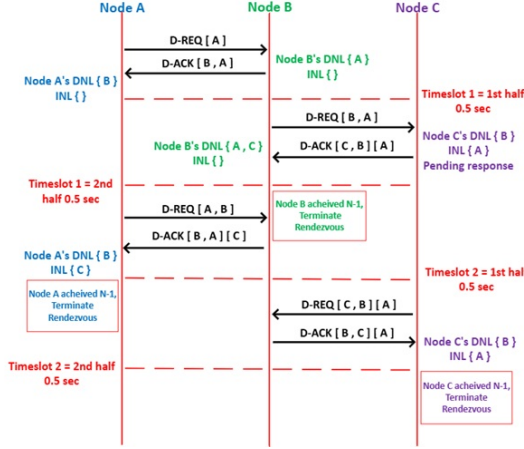 Node A
Node B
Node C
D-REQ [ A ]
D-ACK [ B , A ]
Node B's DNL { A }
INL { }
Node A's DNL { B }
INL { }
Timeslot 1 = 1st half
0.5 sec
D-REQ [ B , A ]
Node B's DNL { A , C }
INL { }
D-ACK [ C , B ] [ A ]
Node C's DNL { B }
INL { A }
Pending response
Timeslot 1 = 2nd
half 0.5 sec
D-REQ [ A , B ]
Node B acheived N-1,
Terminate
Rendezvous
D-ACK [ B , A ] [ C ]
Node A's DNL { B }
INL { C }
Timeslot 2 = 1st half
0.5 sec
Node A acheived N-1,
Terminate
Rendezvous
D-REQ [ C , B ] [ A ]
D-ACK [ B , C ] [ A ]
Node C's DNL { B }
INL { A }
Timeslot 2 = 2nd half
0.5 sec
Node C acheived N-1,
Terminate
Rendezvous